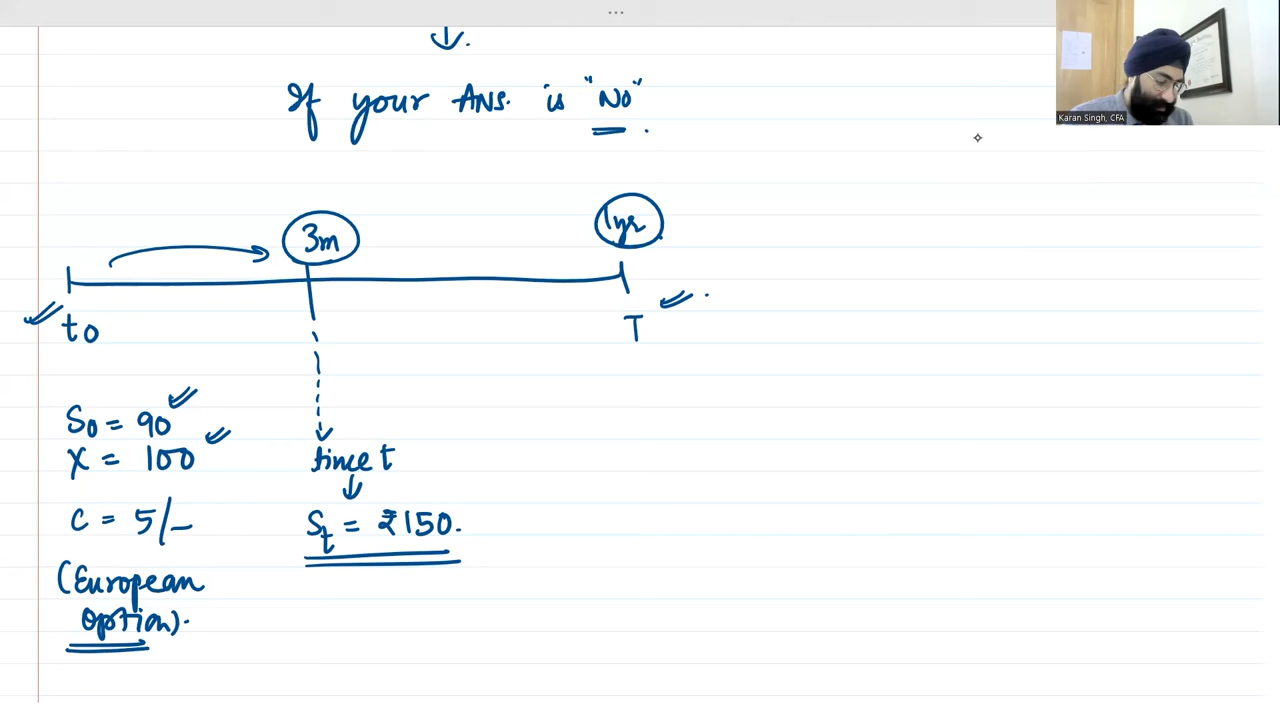 If your Ans. is "No".
Karan Singh, CFA
3m
1yr
t0
T
S0 = 90
X = 100
time t
C = 5/-
St = ₹150.
(European
option).